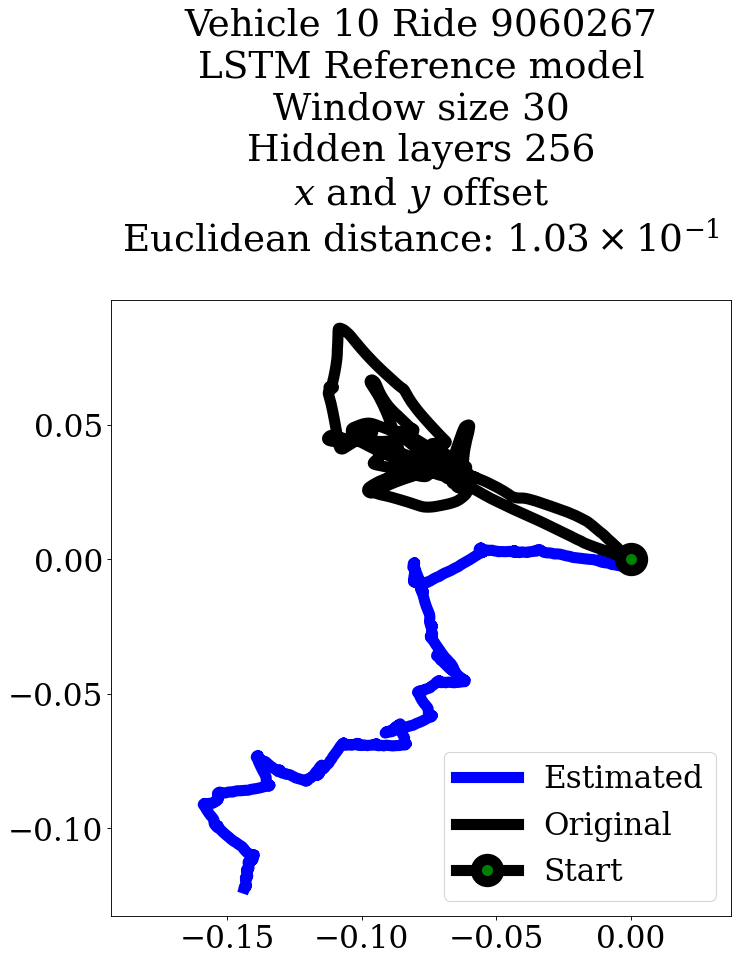 Vehicle 10 Ride 9060267
LSTM Reference model
Window size 30
Hidden layers 256
x and y offset
Euclidean distance: 1.03 × 10⁻¹
0.05
0.00
−0.05
−0.10
Estimated
Original
Start
−0.15
−0.10
−0.05
0.00